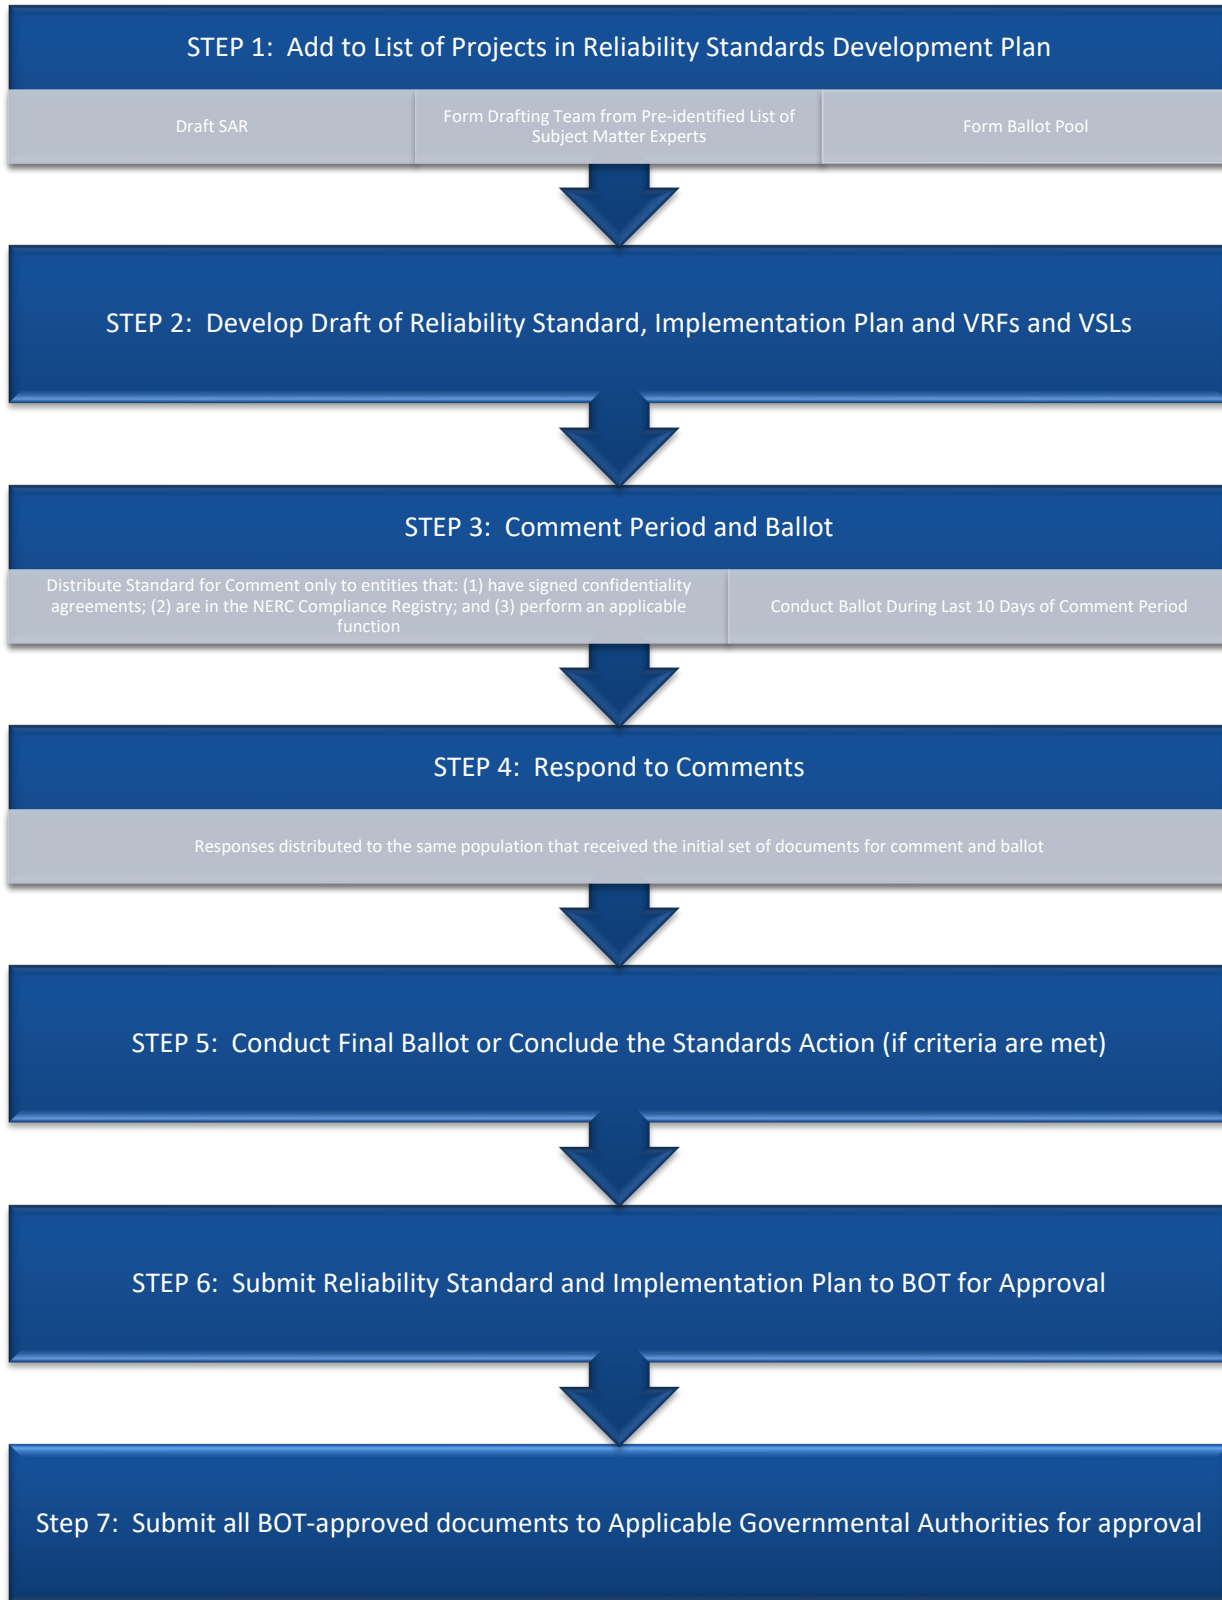 STEP 1:  Add to List of Projects in Reliability Standards Development Plan
Draft SAR
Form Drafting Team from Pre-identified List of
Subject Matter Experts
Form Ballot Pool
STEP 2:  Develop Draft of Reliability Standard, Implementation Plan and VRFs and VSLs
STEP 3:  Comment Period and Ballot
Distribute Standard for Comment only to entities that: (1) have signed confidentiality
agreements; (2) are in the NERC Compliance Registry; and (3) perform an applicable
function
Conduct Ballot During Last 10 Days of Comment Period
STEP 4:  Respond to Comments
Responses distributed to the same population that received the initial set of documents for comment and ballot
STEP 5:  Conduct Final Ballot or Conclude the Standards Action (if criteria are met)
STEP 6:  Submit Reliability Standard and Implementation Plan to BOT for Approval
Step 7:  Submit all BOT-approved documents to Applicable Governmental Authorities for approval